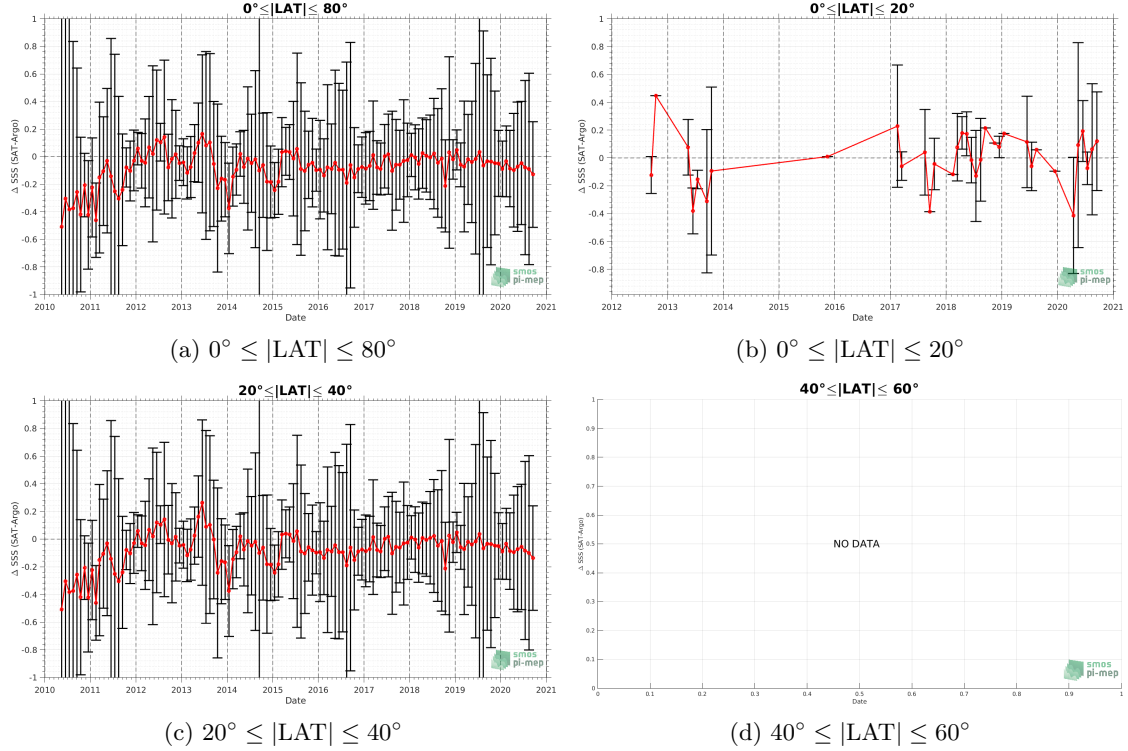 0°≤|LAT|≤ 80°
1
0.8
0.6
0.4
0.2
0
-0.2
-0.4
-0.6
-0.8
-1
Δ SSS (SAT-Argo)
2010 2011 2012 2013 2014 2015 2016 2017 2018 2019 2020 2021
Date
smos
pi-mep
(a) 0° ≤ |LAT| ≤ 80°
0°≤|LAT|≤ 20°
1
0.8
0.6
0.4
0.2
0
-0.2
-0.4
-0.6
-0.8
Δ SSS (SAT-Argo)
2012 2013 2014 2015 2016 2017 2018 2019 2020 2021
Date
smos
pi-mep
(b) 0° ≤ |LAT| ≤ 20°
20°≤|LAT|≤ 40°
1
0.8
0.6
0.4
0.2
0
-0.2
-0.4
-0.6
-0.8
-1
Δ SSS (SAT-Argo)
2010 2011 2012 2013 2014 2015 2016 2017 2018 2019 2020 2021
Date
smos
pi-mep
(c) 20° ≤ |LAT| ≤ 40°
40°≤|LAT|≤ 60°
1
0.9
0.8
0.7
0.6
0.5
0.4
0.3
0.2
0.1
0
Δ SSS (SAT-Argo)
NO DATA
0 0.1 0.2 0.3 0.4 0.5 0.6 0.7 0.8 0.9 1
Date
smos
pi-mep
(d) 40° ≤ |LAT| ≤ 60°